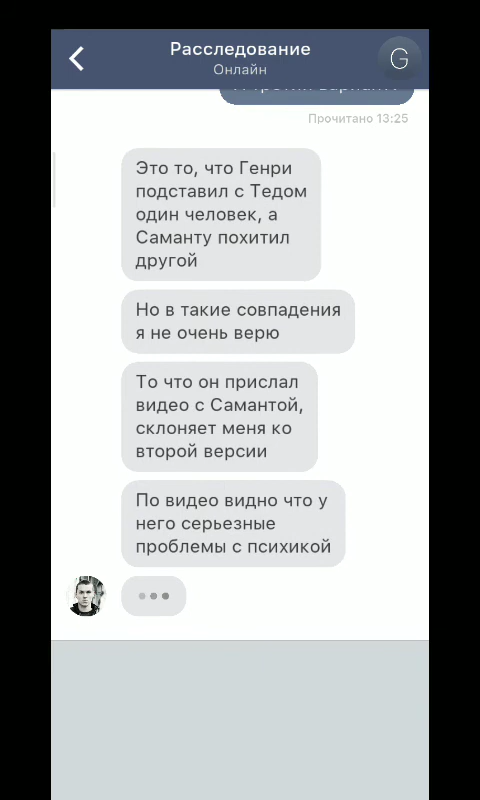 Расследование
Онлайн
G
Прочитано 13:25
Это то, что Генри
подставил с Тедом
один человек, а
Саманту похитил
другой
Но в такие совпадения
я не очень верю
То что он прислал
видео с Самантой,
склоняет меня ко
второй версии
По видео видно что у
него серьезные
проблемы с психикой